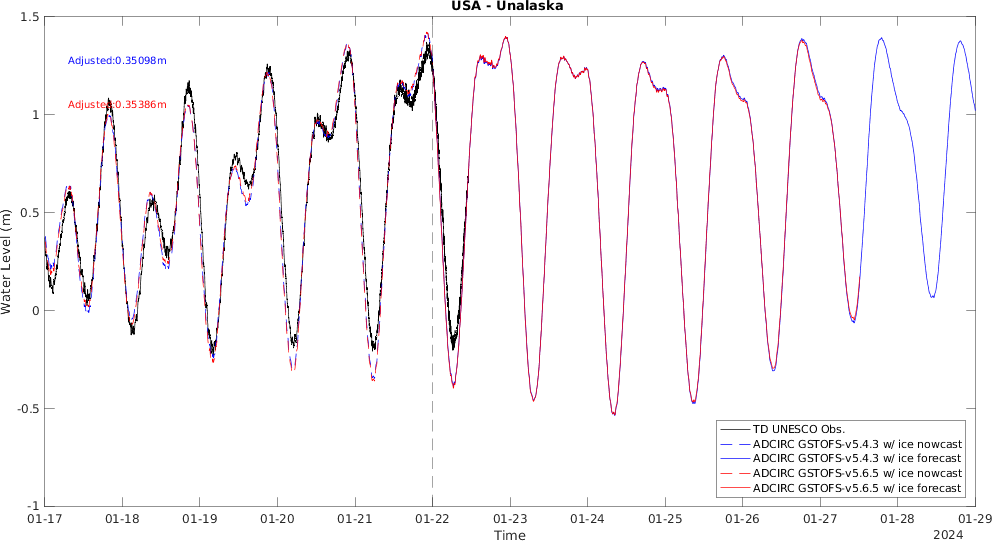 USA - Unalaska
Adjusted:0.35098m
Adjusted:0.35386m
Water Level (m)
1.5
1
0.5
0
-0.5
-1
TD UNESCO Obs.
ADCIRC GSTOFS-v5.4.3 w/ ice nowcast
ADCIRC GSTOFS-v5.4.3 w/ ice forecast
ADCIRC GSTOFS-v5.6.5 w/ ice nowcast
ADCIRC GSTOFS-v5.6.5 w/ ice forecast
01-17 01-18 01-19 01-20 01-21 01-22 01-23 01-24 01-25 01-26 01-27 01-28 01-29
Time
2024